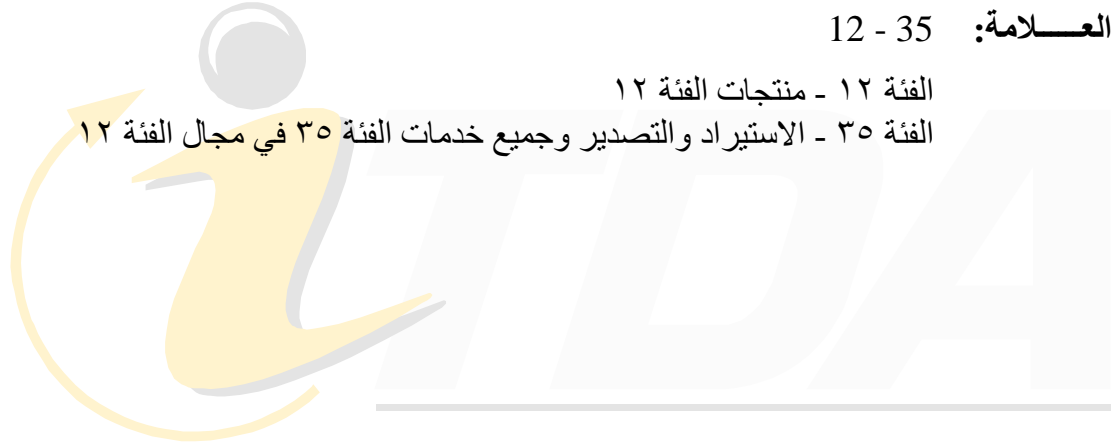 العـــــلامة: 35 - 12
الفئة ١٢ - منتجات الفئة ١٢
الفئة ٣٥ - الاستيراد والتصدير وجميع خدمات الفئة ٣٥ في مجال الفئة ١٢
iTDA